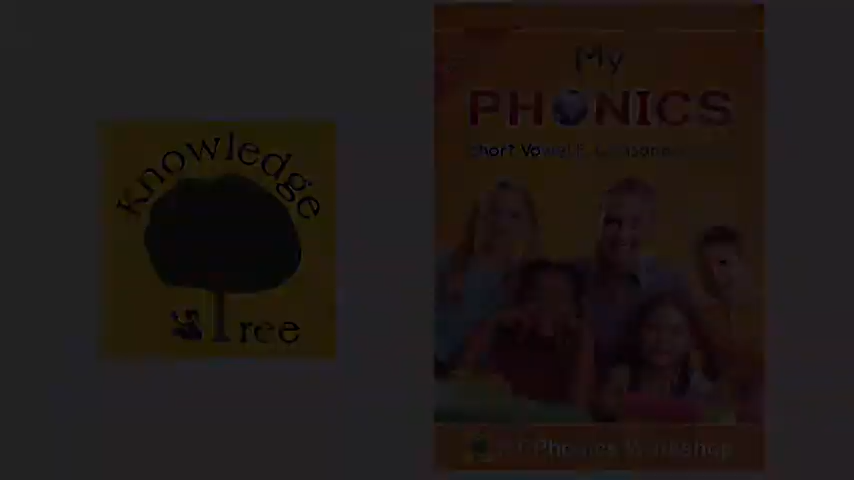 Knowledge
Tree
My
PHONICS
Short Vowel
Phonics Workshop